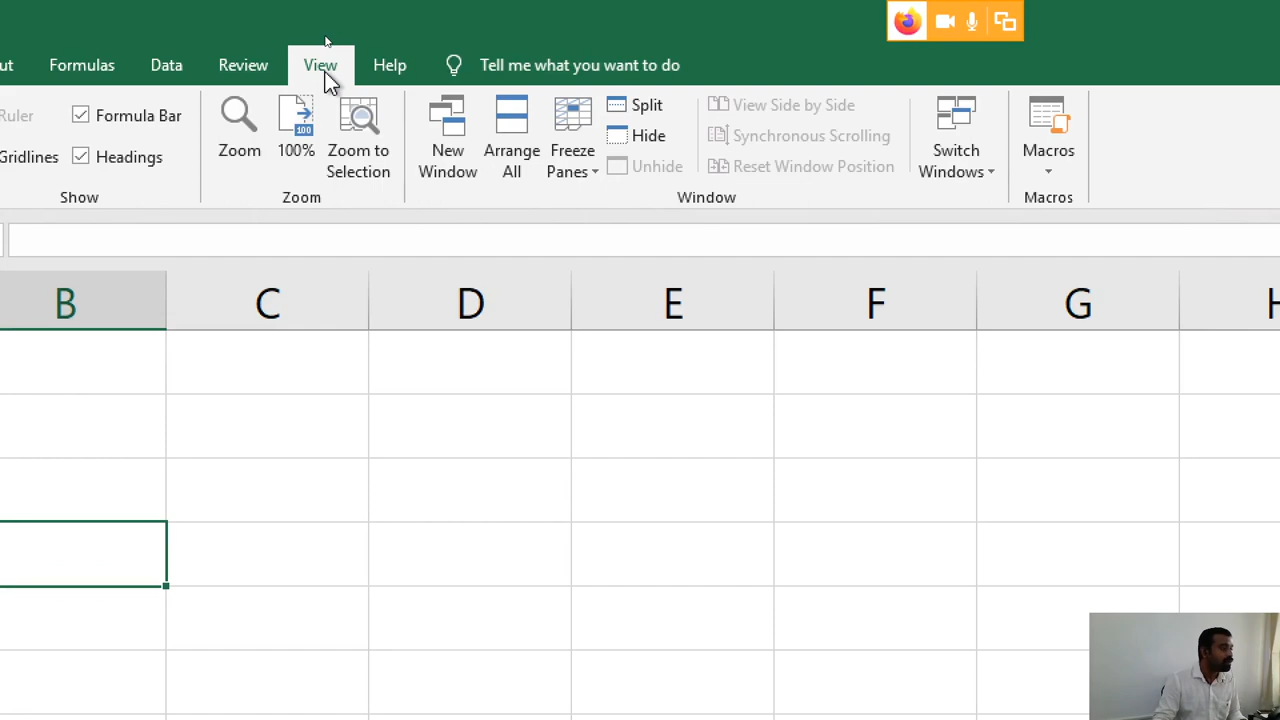 ut Formulas Data Review View Help Tell me what you want to do
Ruler Formula Bar
Gridlines Headings
Show
Zoom 100% Zoom to Selection
100
Zoom
New Window Arrange All Freeze Panes
Split
Hide
Unhide
View Side by Side
Synchronous Scrolling
Reset Window Position
Window
Switch Windows
Macros
Macros
B C D E F G H